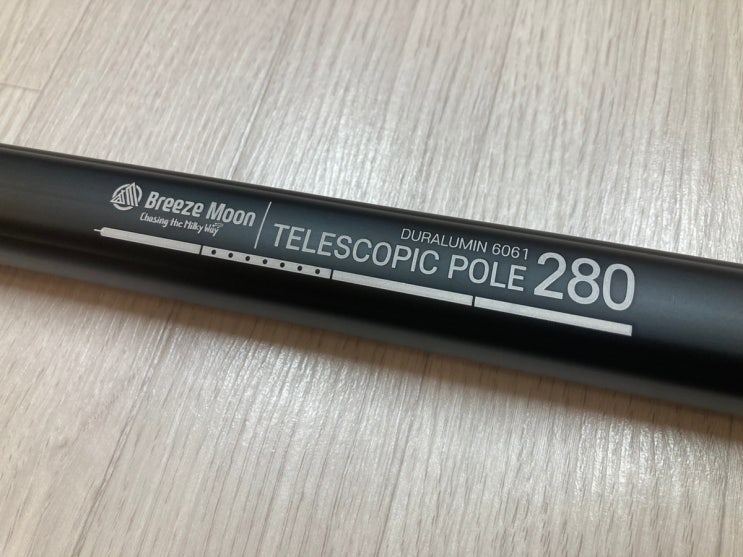 Breeze Moon
Chasing the Milky Way
DURALUMIN 6061
TELESCOPIC POLE 280